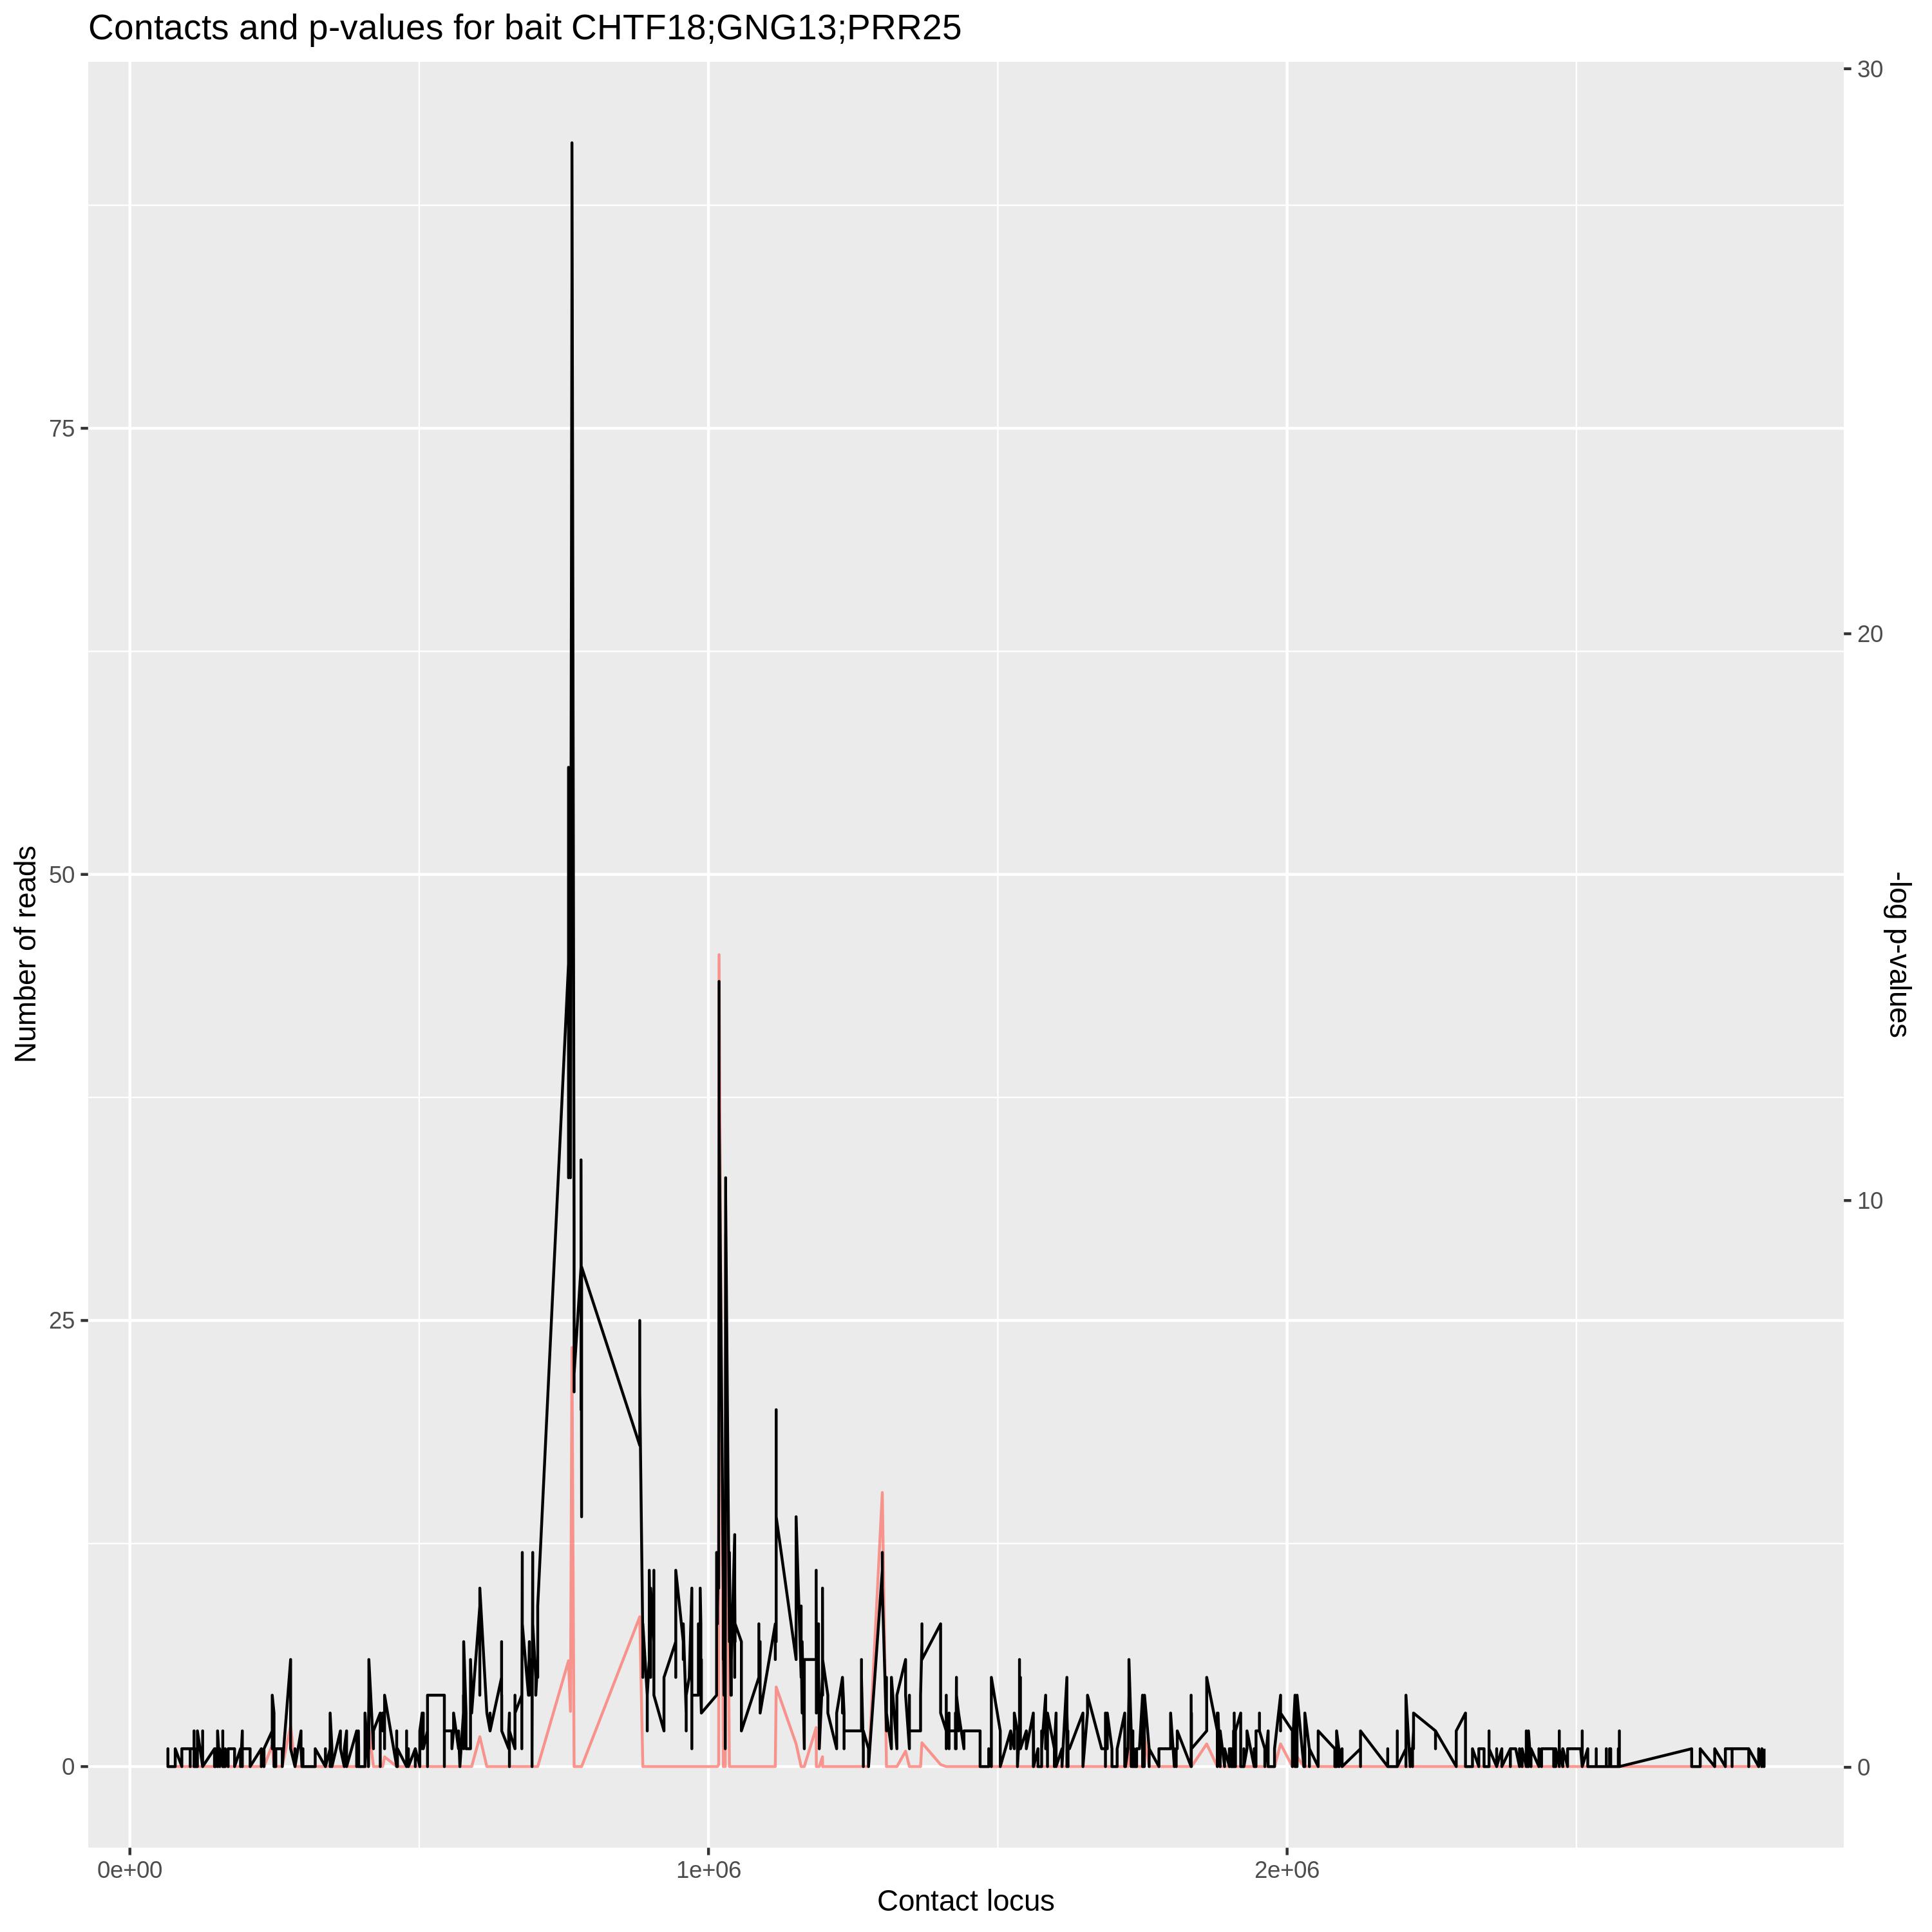 Contacts and p-values for bait CHTF18;GNG13;PRR25
30
75
20
50
Number of reads
-log p-values
10
25
0
0
0e+00
1e+06
2e+06
Contact locus